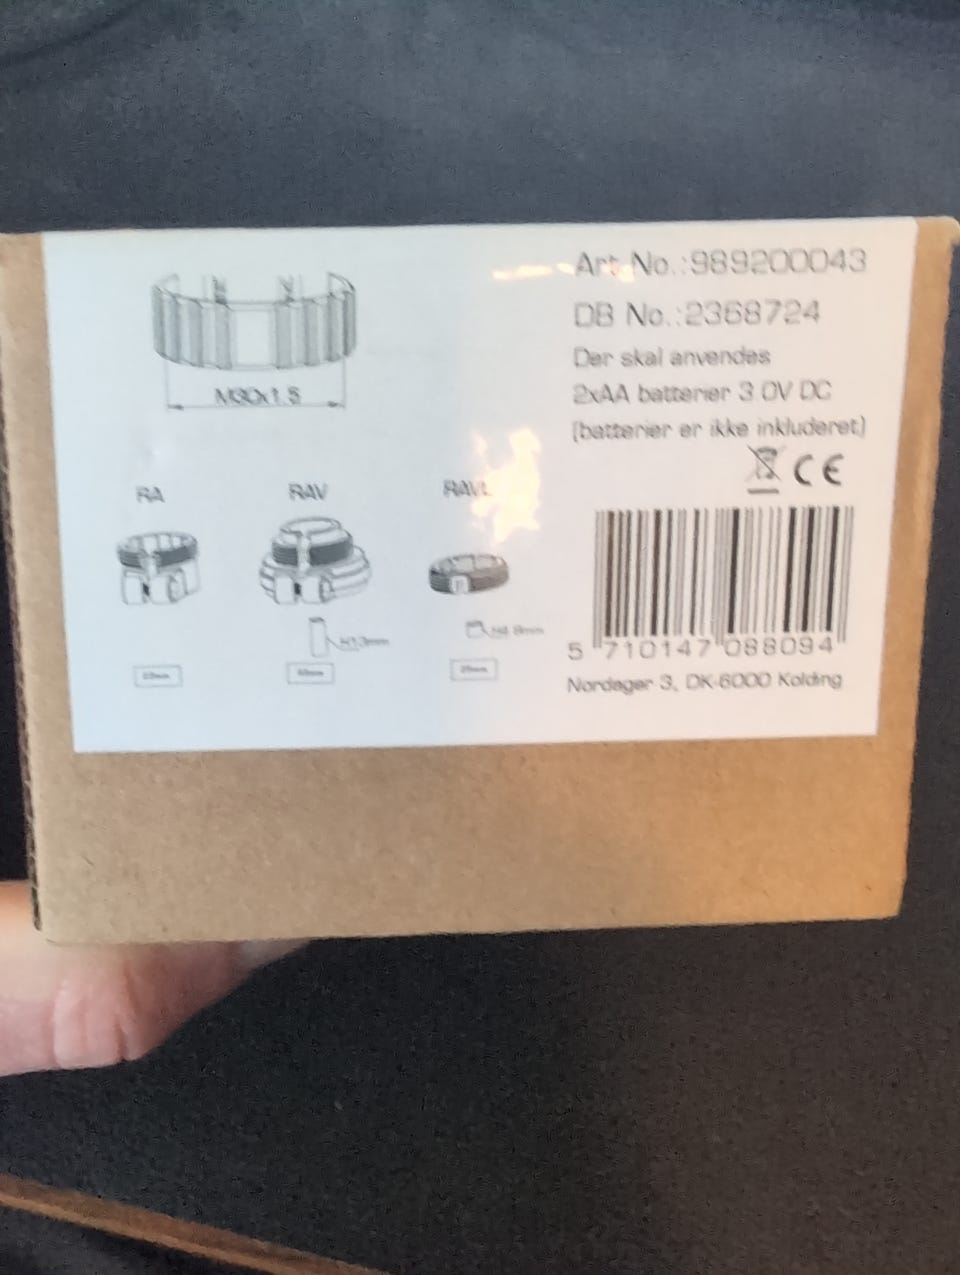 Art No.:989200043
DB No.:2368724
Der skal anvendes
2xAA batterier 3.0V DC
(batterier er ikke inkluderet)
CE
M30x1.5
RA
RAV
RAVL
H13mm
5 710147 088094
Nordager 3, DK-6000 Kolding